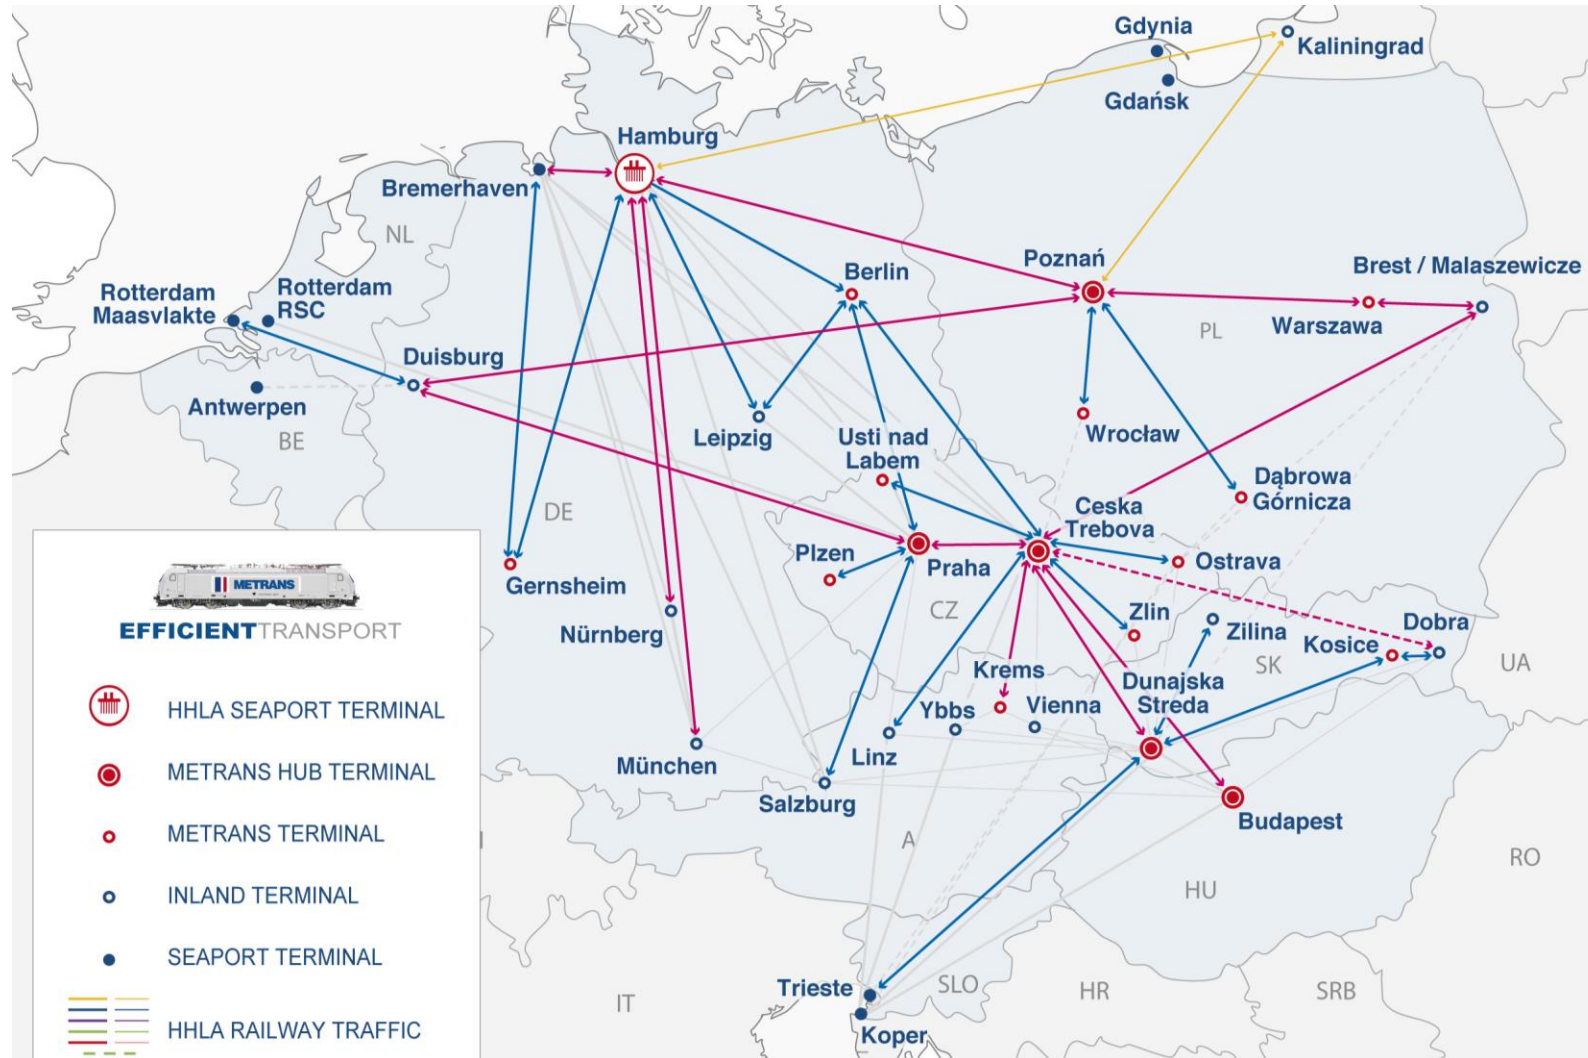 Gdynia
Kaliningrad
Gdańsk
Hamburg
Bremerhaven
NL
Berlin
Poznań
Brest / Malaszewicze
Rotterdam
Maasvlakte
Rotterdam
RSC
Warszawa
PL
Duisburg
Antwerpen
BE
Leipzig
Usti nad
Labem
Wrocław
Dąbrowa
Górnicza
DE
Ceska
Trebova
Plzen
Praha
Ostrava
Gernsheim
CZ
Zlin
Zilina
Nürnberg
Kosice
Dobra
SK
UA
Krems
Dunajska
Streda
Ybbs
Vienna
München
Linz
Salzburg
Budapest
A
HU
RO
Trieste
SLO
HR
SRB
IT
Koper
METRANS
EFFICIENTTRANSPORT
HHLA SEAPORT TERMINAL
METRANS HUB TERMINAL
METRANS TERMINAL
INLAND TERMINAL
SEAPORT TERMINAL
HHLA RAILWAY TRAFFIC